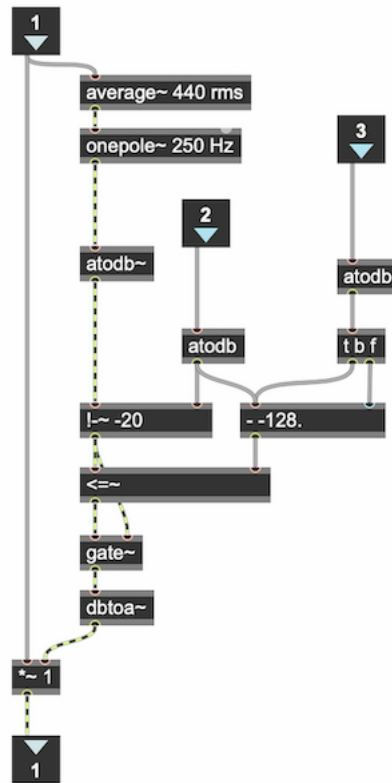 1
average~ 440 rms
onepole~ 250 Hz
3
2
atodb~
atodb
atodb
t b f
!-~ -20
- -128.
<=~
gate~
dbtoa~
*~ 1
1